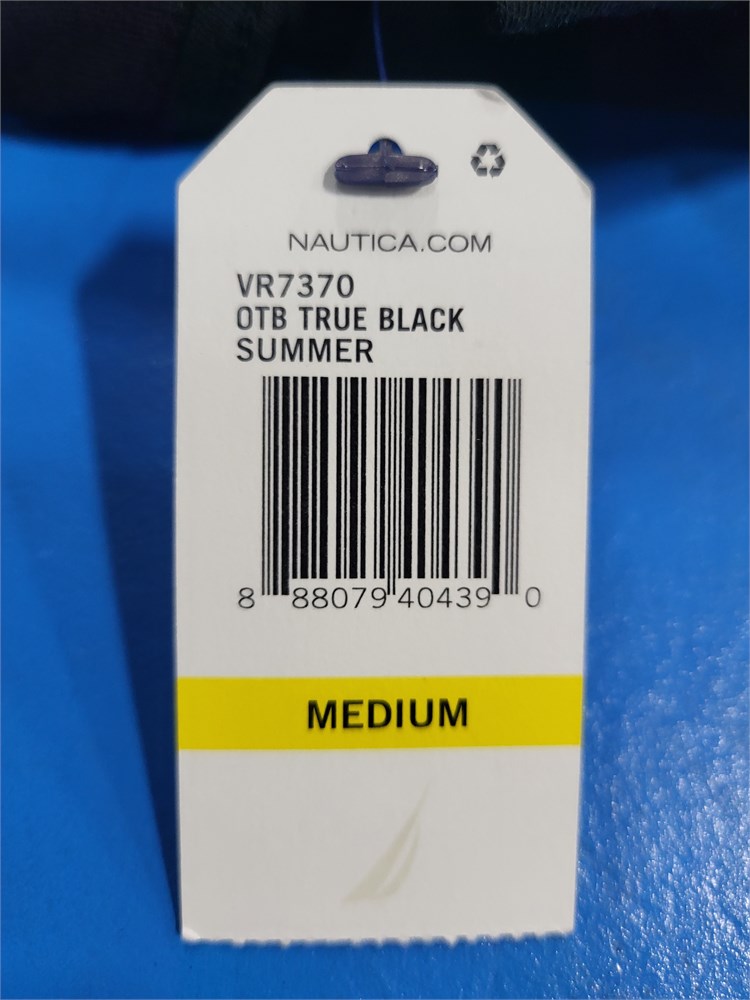 NAUTICA.COM
VR7370
OTB TRUE BLACK
SUMMER
8 88079 40439 0
MEDIUM